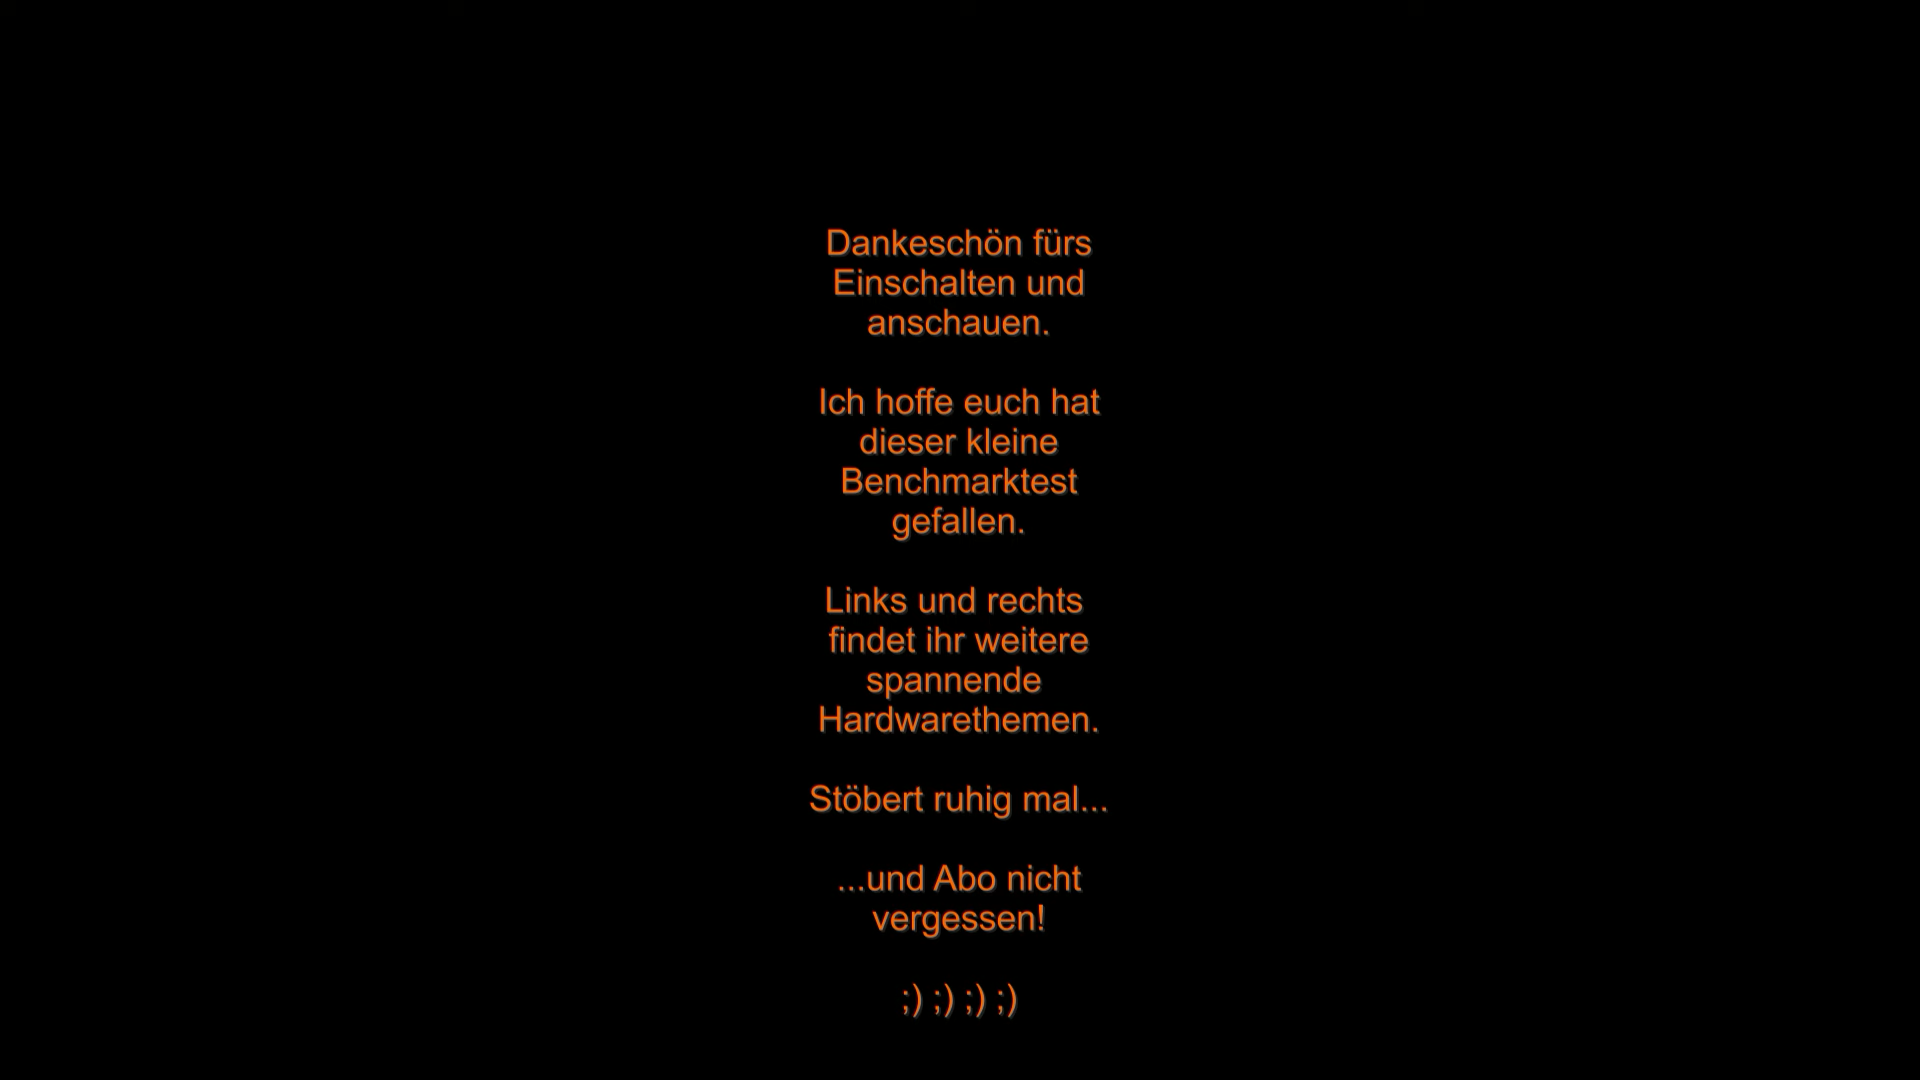 Dankeschön fürs
Einschalten und
anschauen.
Ich hoffe euch hat
dieser kleine
Benchmarktest
gefallen.
Links und rechts
findet ihr weitere
spannende
Hardwarethemen.
Stöbert ruhig mal...
...und Abo nicht
vergessen!
;) ;) ;) ;)